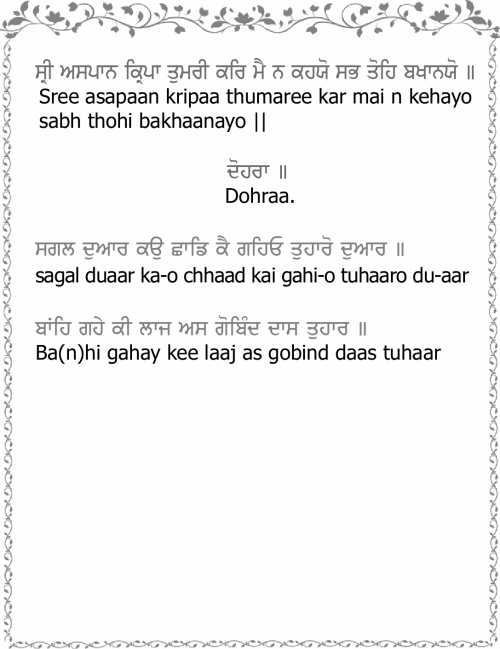 ਸ੍ਰੀ ਅਸਪਾਨ ਕ੍ਰਿਪਾ ਤੁਮਰੀ ਕਰਿ ਮੈ ਨ ਕਹਯੋ ਸਭ ਤੋਹਿ ਬਖਾਨਯੋ ॥
Sree asapaan kripaa thumaree kar mai n kehayo
sabh thohi bakhaanayo ||
ਦੋਹਰਾ ॥
Dohraa.
ਸਗਲ ਦੁਆਰ ਕਉ ਛਾਡਿ ਕੈ ਗਹਿਓ ਤੁਹਾਰੋ ਦੁਆਰ ॥
sagal duaar ka-o chhaad kai gahi-o tuhaaro du-aar
ਬਾਂਹਿ ਗਹੇ ਕੀ ਲਾਜ ਅਸ ਗੋਬਿੰਦ ਦਾਸ ਤੁਹਾਰ ॥
Ba(n)hi gahay kee laaj as gobind daas tuhaar